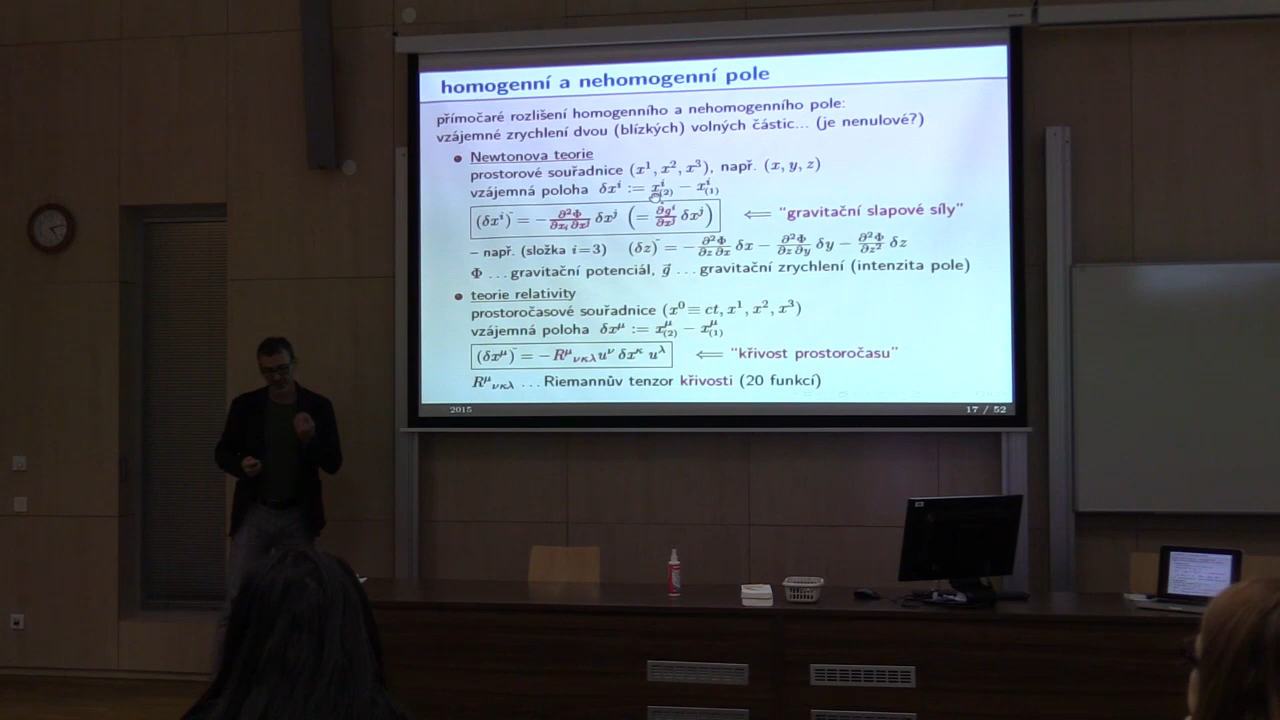 homogenní a nehomogenní pole
přímočaré rozlišení homogenního a nehomogenního pole:
vzájemné zrychlení dvou (blízkých) volných částic... (je nenulové?)
• Newtonova teorie
prostorové souřadnice (x¹, x², x³), např. (x, y, z)
vzájemná poloha δxⁱ := xⁱ₍₂₎ − xⁱ₍₁₎
(δxⁱ)¨ = − ∂²Φ/∂xᵢ∂xʲ δxʲ (= ∂gⁱ/∂xʲ δxʲ) ⟸ "gravitační slapové síly"
– např. (složka i=3) (δz)¨ = − ∂²Φ/∂z∂x δx − ∂²Φ/∂z∂y δy − ∂²Φ/∂z² δz
Φ ...gravitační potenciál, g⃗ ...gravitační zrychlení (intenzita pole)
• teorie relativity
prostoročasové souřadnice (x⁰ ≡ ct, x¹, x², x³)
vzájemná poloha δx^μ := x^μ₍₂₎ − x^μ₍₁₎
(δx^μ)¨ = −R^μ_νκλ u^ν δx^κ u^λ ⟸ "křivost prostoročasu"
R^μ_νκλ ...Riemannův tenzor křivosti (20 funkcí)
2015 17 / 52